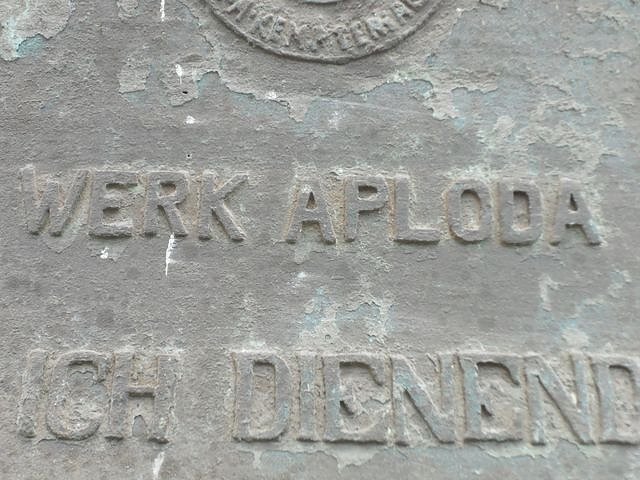 WERK APLODA
ICH DIENEND